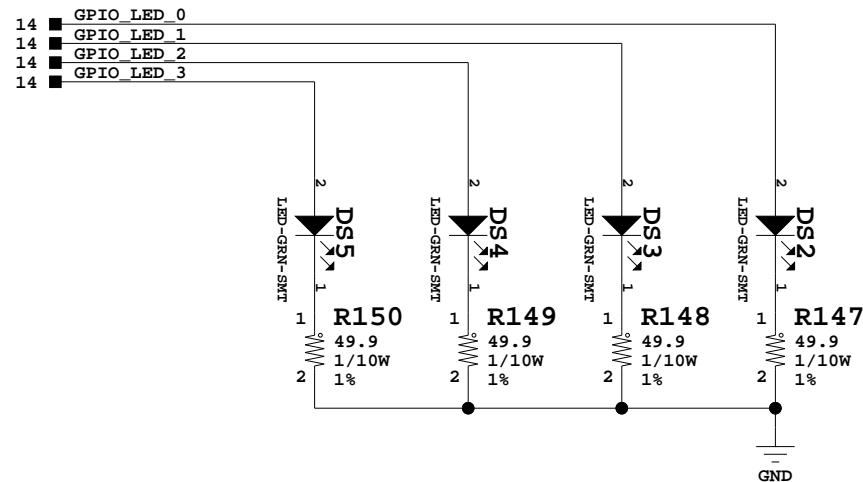 14 GPIO_LED_0
14 GPIO_LED_1
14 GPIO_LED_2
14 GPIO_LED_3
2 2 2 2
LED-GRN-SMT DS5 LED-GRN-SMT DS4 LED-GRN-SMT DS3 LED-GRN-SMT DS2
1 1 1 1
1 R150 1 R149 1 R148 1 R147
49.9 49.9 49.9 49.9
1/10W 1/10W 1/10W 1/10W
2 1% 2 1% 2 1% 2 1%
GND